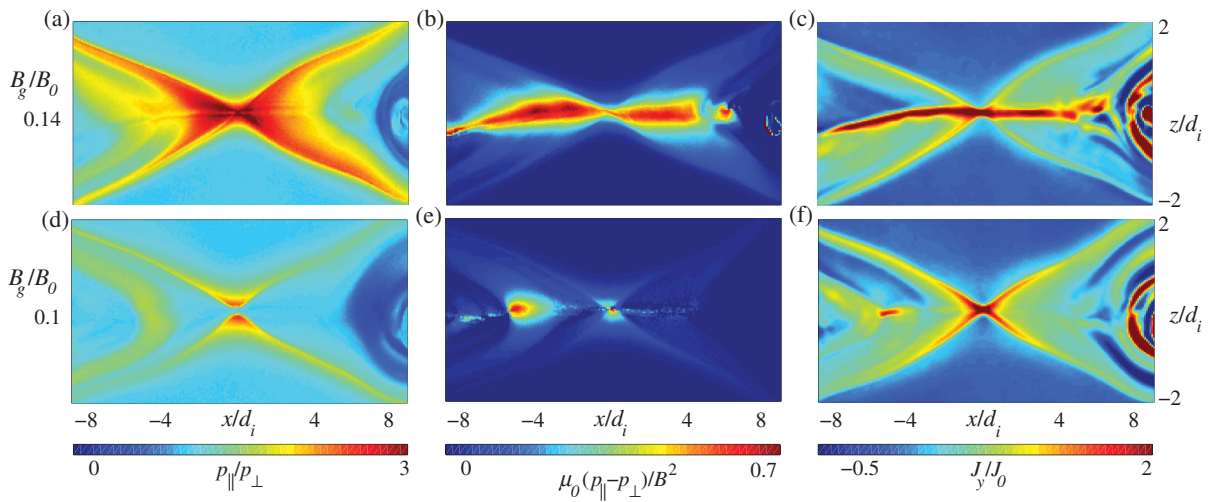 (a) (b) (c) 2
B_g/B_0
0.14
z/d_i
−2
(d) (e) (f) 2
B_g/B_0
0.1
z/d_i
−2
−8 −4 x/d_i 4 8 −8 −4 x/d_i 4 8 −8 −4 x/d_i 4 8
0 p_∥/p_⊥ 3 0 μ_0(p_∥−p_⊥)/B^2 0.7 −0.5 J_y/J_0 2